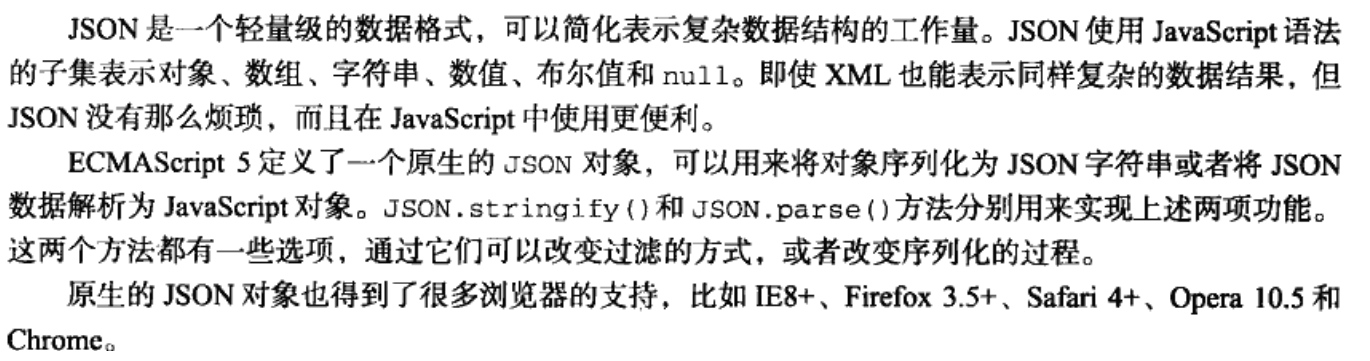 JSON 是一个轻量级的数据格式，可以简化表示复杂数据结构的工作量。JSON 使用 JavaScript 语法
的子集表示对象、数组、字符串、数值、布尔值和 null。即使 XML 也能表示同样复杂的数据结果，但
JSON 没有那么烦琐，而且在 JavaScript 中使用更便利。
ECMAScript 5 定义了一个原生的 JSON 对象，可以用来将对象序列化为 JSON 字符串或者将 JSON
数据解析为 JavaScript 对象。JSON.stringify()和 JSON.parse()方法分别用来实现上述两项功能。
这两个方法都有一些选项，通过它们可以改变过滤的方式，或者改变序列化的过程。
原生的 JSON 对象也得到了很多浏览器的支持，比如 IE8+、Firefox 3.5+、Safari 4+、Opera 10.5 和
Chrome。